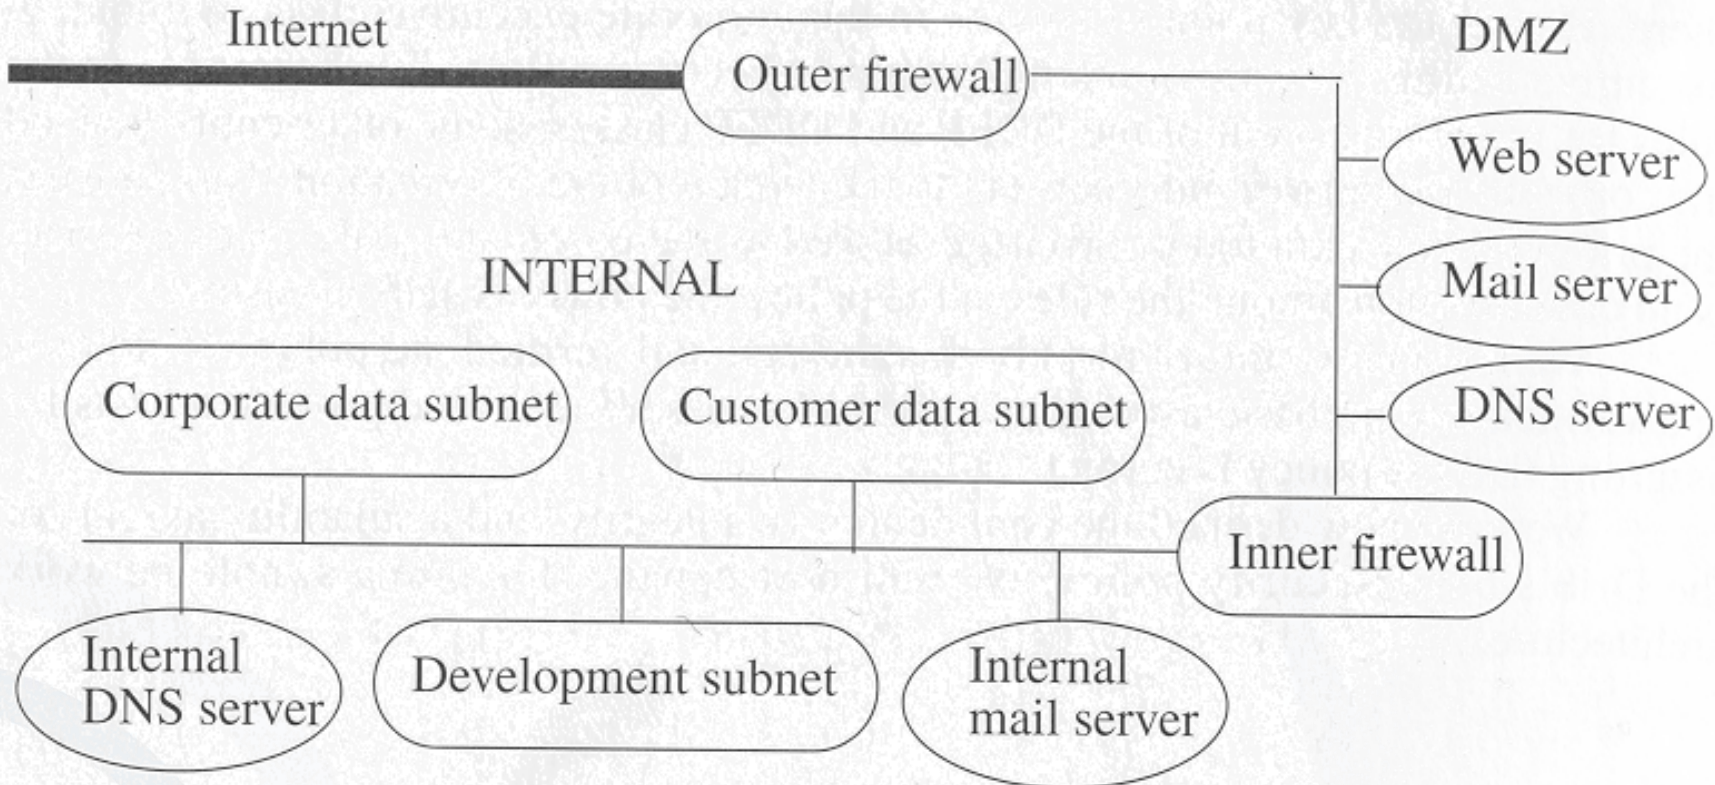 Internet
DMZ
Outer firewall
Web server
Mail server
DNS server
INTERNAL
Corporate data subnet
Customer data subnet
Inner firewall
Internal
DNS server
Development subnet
Internal
mail server